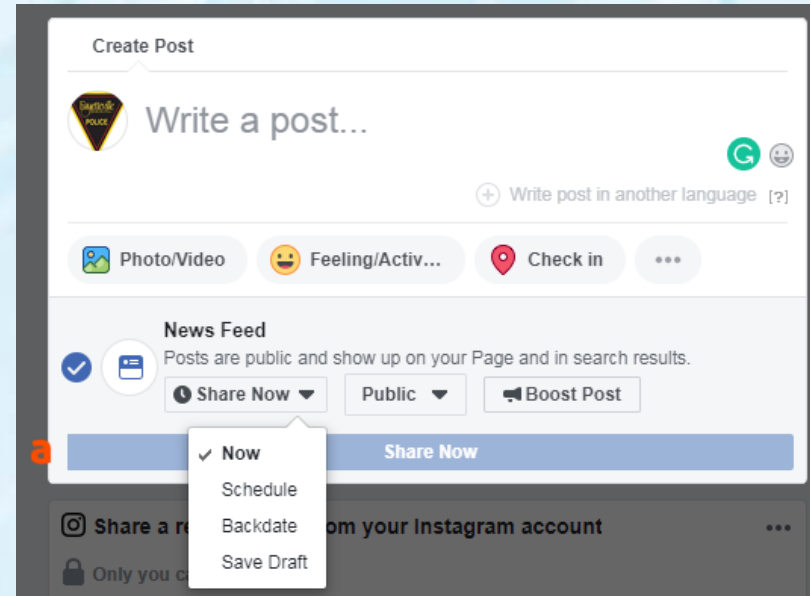 Create Post
Fayetteville
POLICE
Write a post...
G
Write post in another language [?]
Photo/Video
Feeling/Activ...
Check in
News Feed
Posts are public and show up on your Page and in search results.
Share Now
Public
Boost Post
a
Share Now
Now
Schedule
Backdate
Save Draft
Share a re
om your Instagram account
Only you c